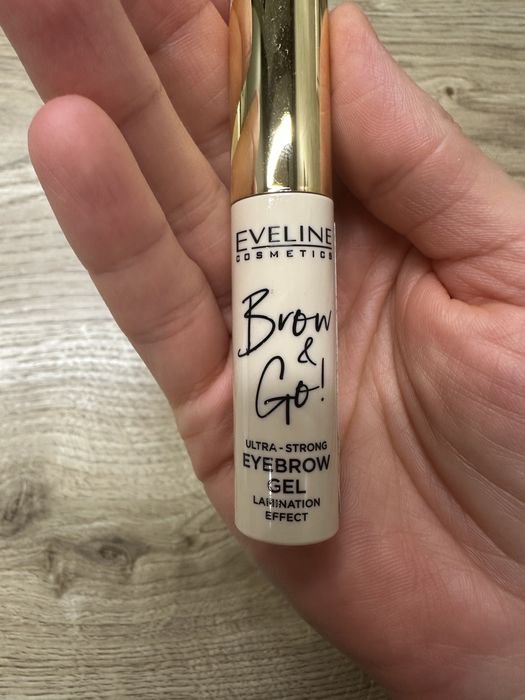 EVELINE
COSMETICS
Brow
&
Go!
ULTRA-STRONG
EYEBROW
GEL
LAMINATION
EFFECT